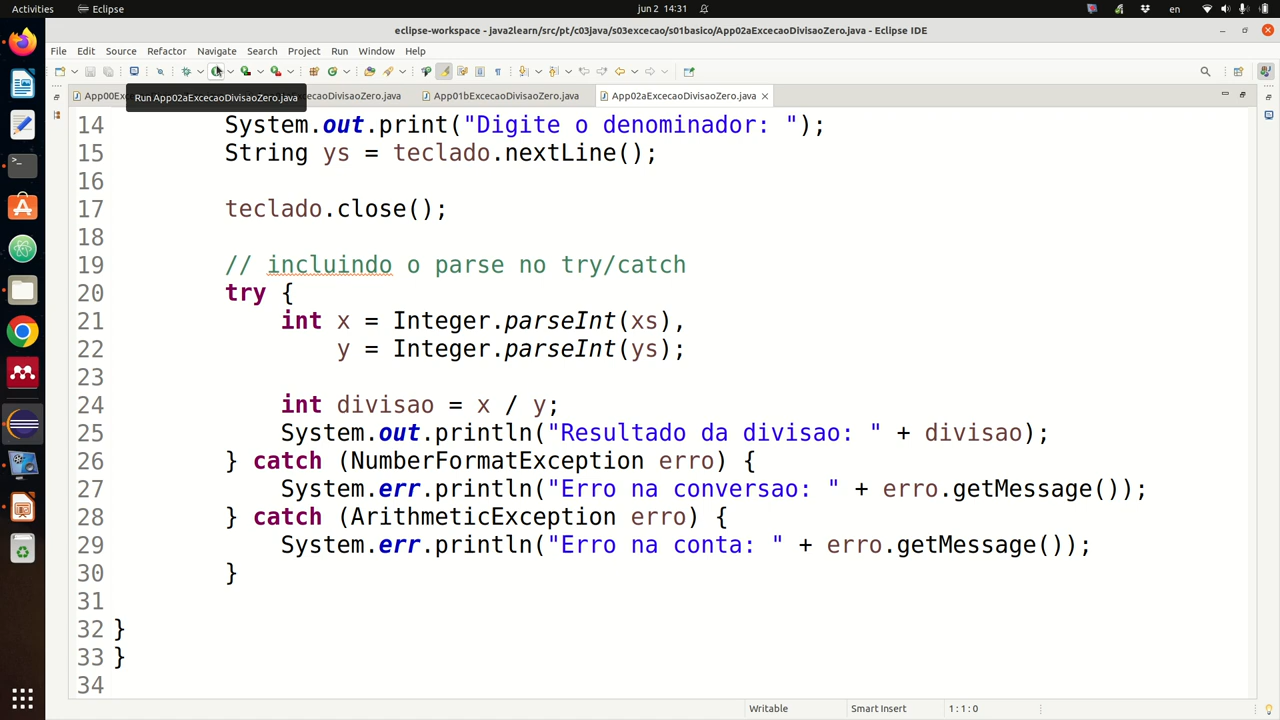 Activities
Eclipse
jun 2 14:31
en
eclipse-workspace - java2learn/src/pt/c03java/s03excecao/s01basico/App02aExcecaoDivisaoZero.java - Eclipse IDE
File Edit Source Refactor Navigate Search Project Run Window Help
App00Exc
ExcecaoDivisaoZero.java
App01bExcecaoDivisaoZero.java
App02aExcecaoDivisaoZero.java
Run App02aExcecaoDivisaoZero.java
14 System.out.print("Digite o denominador: ");
15 String ys = teclado.nextLine();
16
17 teclado.close();
18
19 // incluindo o parse no try/catch
20 try {
21 int x = Integer.parseInt(xs),
22 y = Integer.parseInt(ys);
23
24 int divisao = x / y;
25 System.out.println("Resultado da divisao: " + divisao);
26 } catch (NumberFormatException erro) {
27 System.err.println("Erro na conversao: " + erro.getMessage());
28 } catch (ArithmeticException erro) {
29 System.err.println("Erro na conta: " + erro.getMessage());
30 }
31
32 }
33 }
34
Writable
Smart Insert
1 : 1 : 0